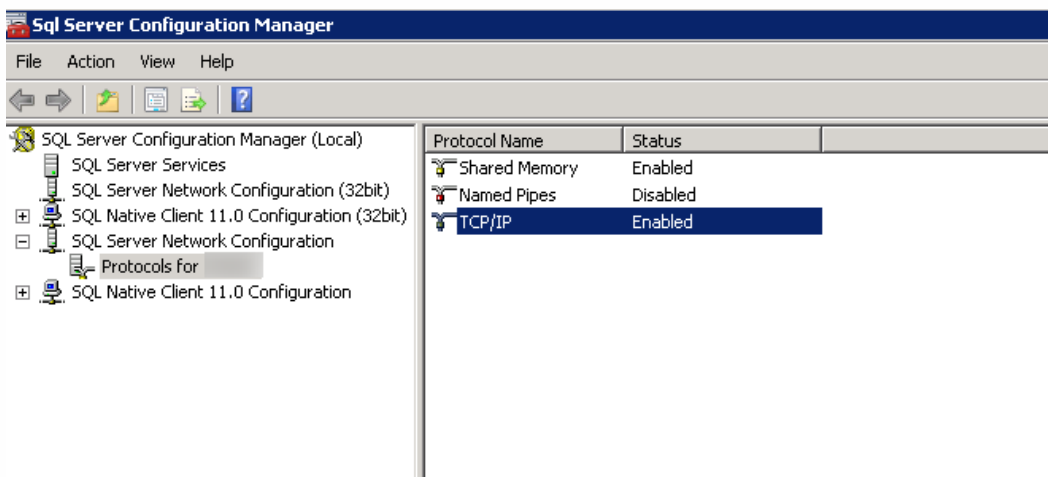 Sql Server Configuration Manager
File Action View Help
SQL Server Configuration Manager (Local)
SQL Server Services
SQL Server Network Configuration (32bit)
SQL Native Client 11.0 Configuration (32bit)
SQL Server Network Configuration
Protocols for
SQL Native Client 11.0 Configuration
Protocol Name Status
Shared Memory Enabled
Named Pipes Disabled
TCP/IP Enabled